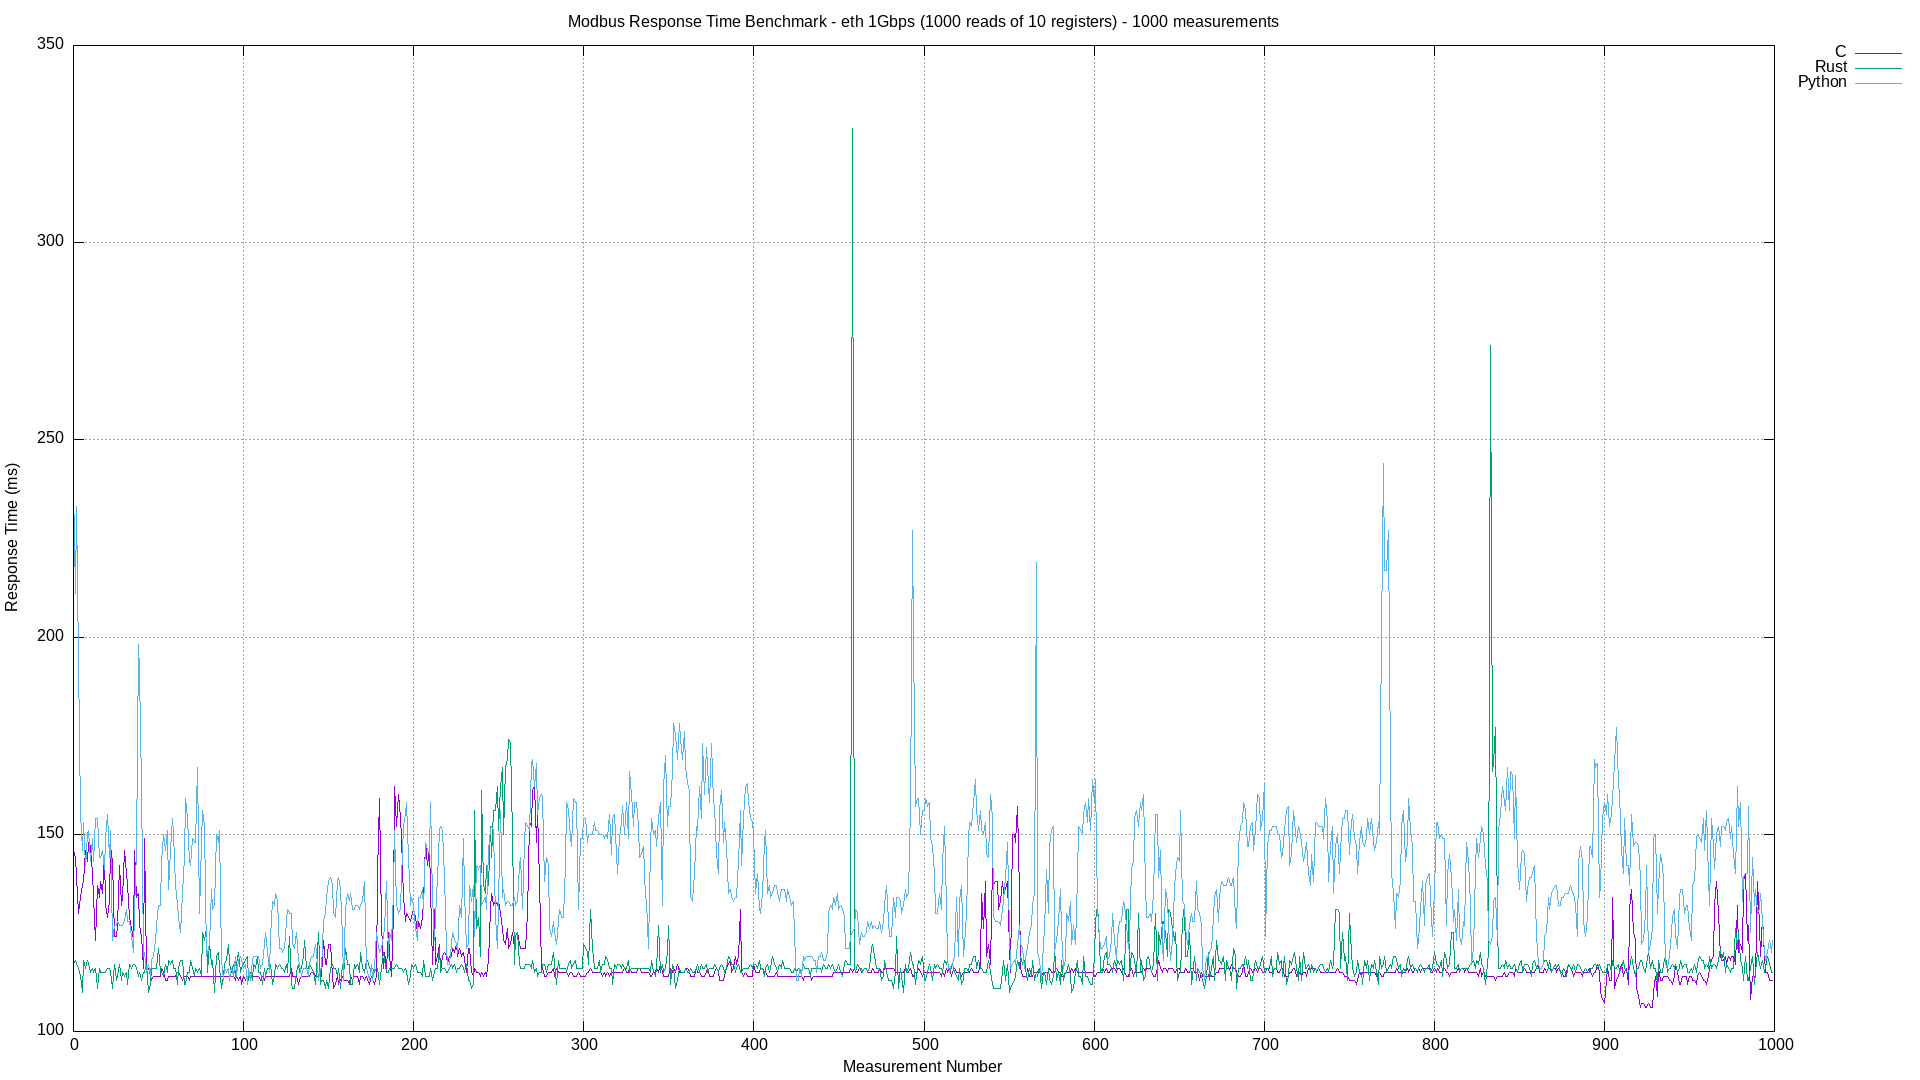 Modbus Response Time Benchmark - eth 1Gbps (1000 reads of 10 registers) - 1000 measurements
C
Rust
Python
350
300
250
200
150
100
Response Time (ms)
0 100 200 300 400 500 600 700 800 900 1000
Measurement Number